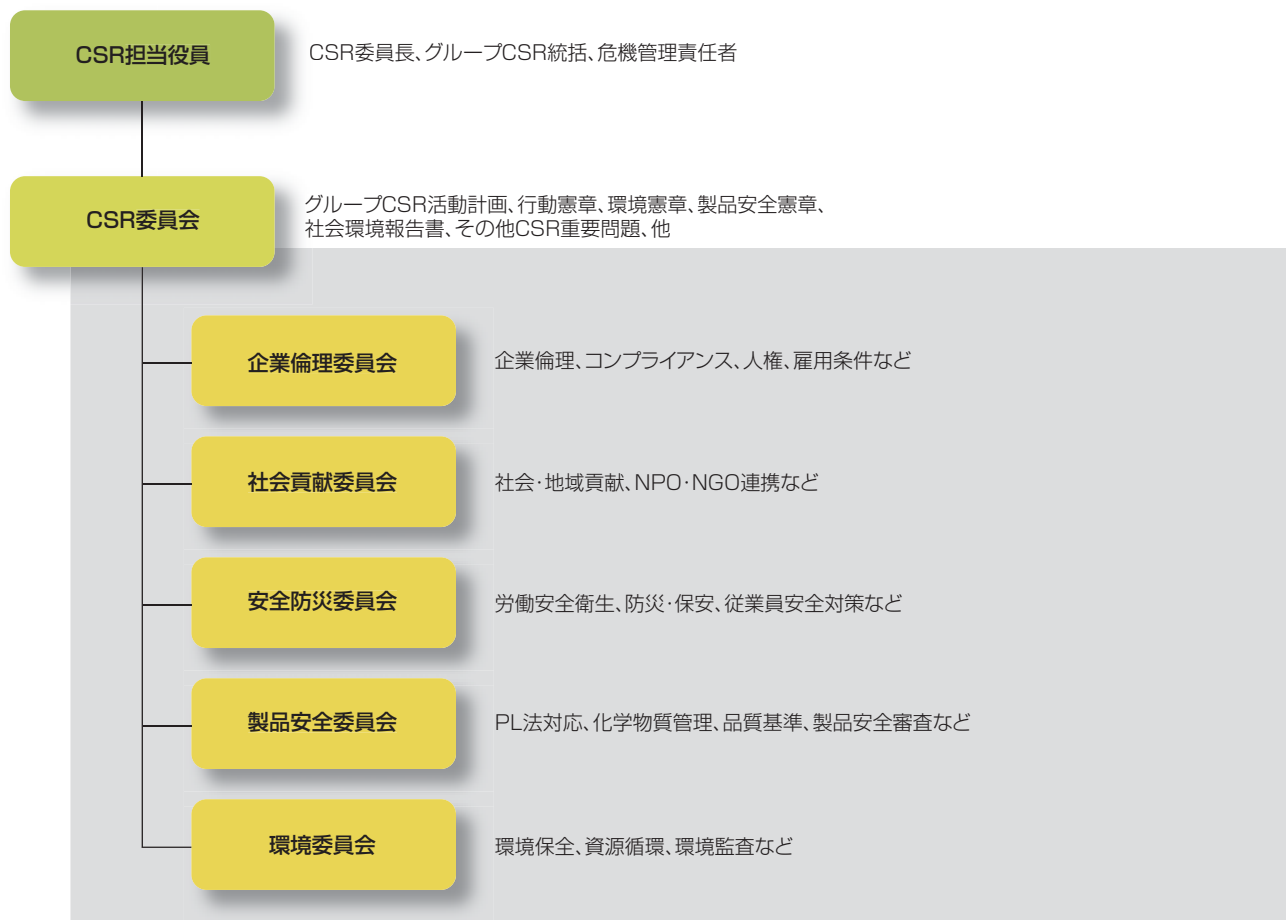 CSR担当役員
CSR委員長、グループCSR統括、危機管理責任者
CSR委員会
グループCSR活動計画、行動憲章、環境憲章、製品安全憲章、
社会環境報告書、その他CSR重要問題、他
企業倫理委員会
企業倫理、コンプライアンス、人権、雇用条件など
社会貢献委員会
社会・地域貢献、NPO・NGO連携など
安全防災委員会
労働安全衛生、防災・保安、従業員安全対策など
製品安全委員会
PL法対応、化学物質管理、品質基準、製品安全審査など
環境委員会
環境保全、資源循環、環境監査など